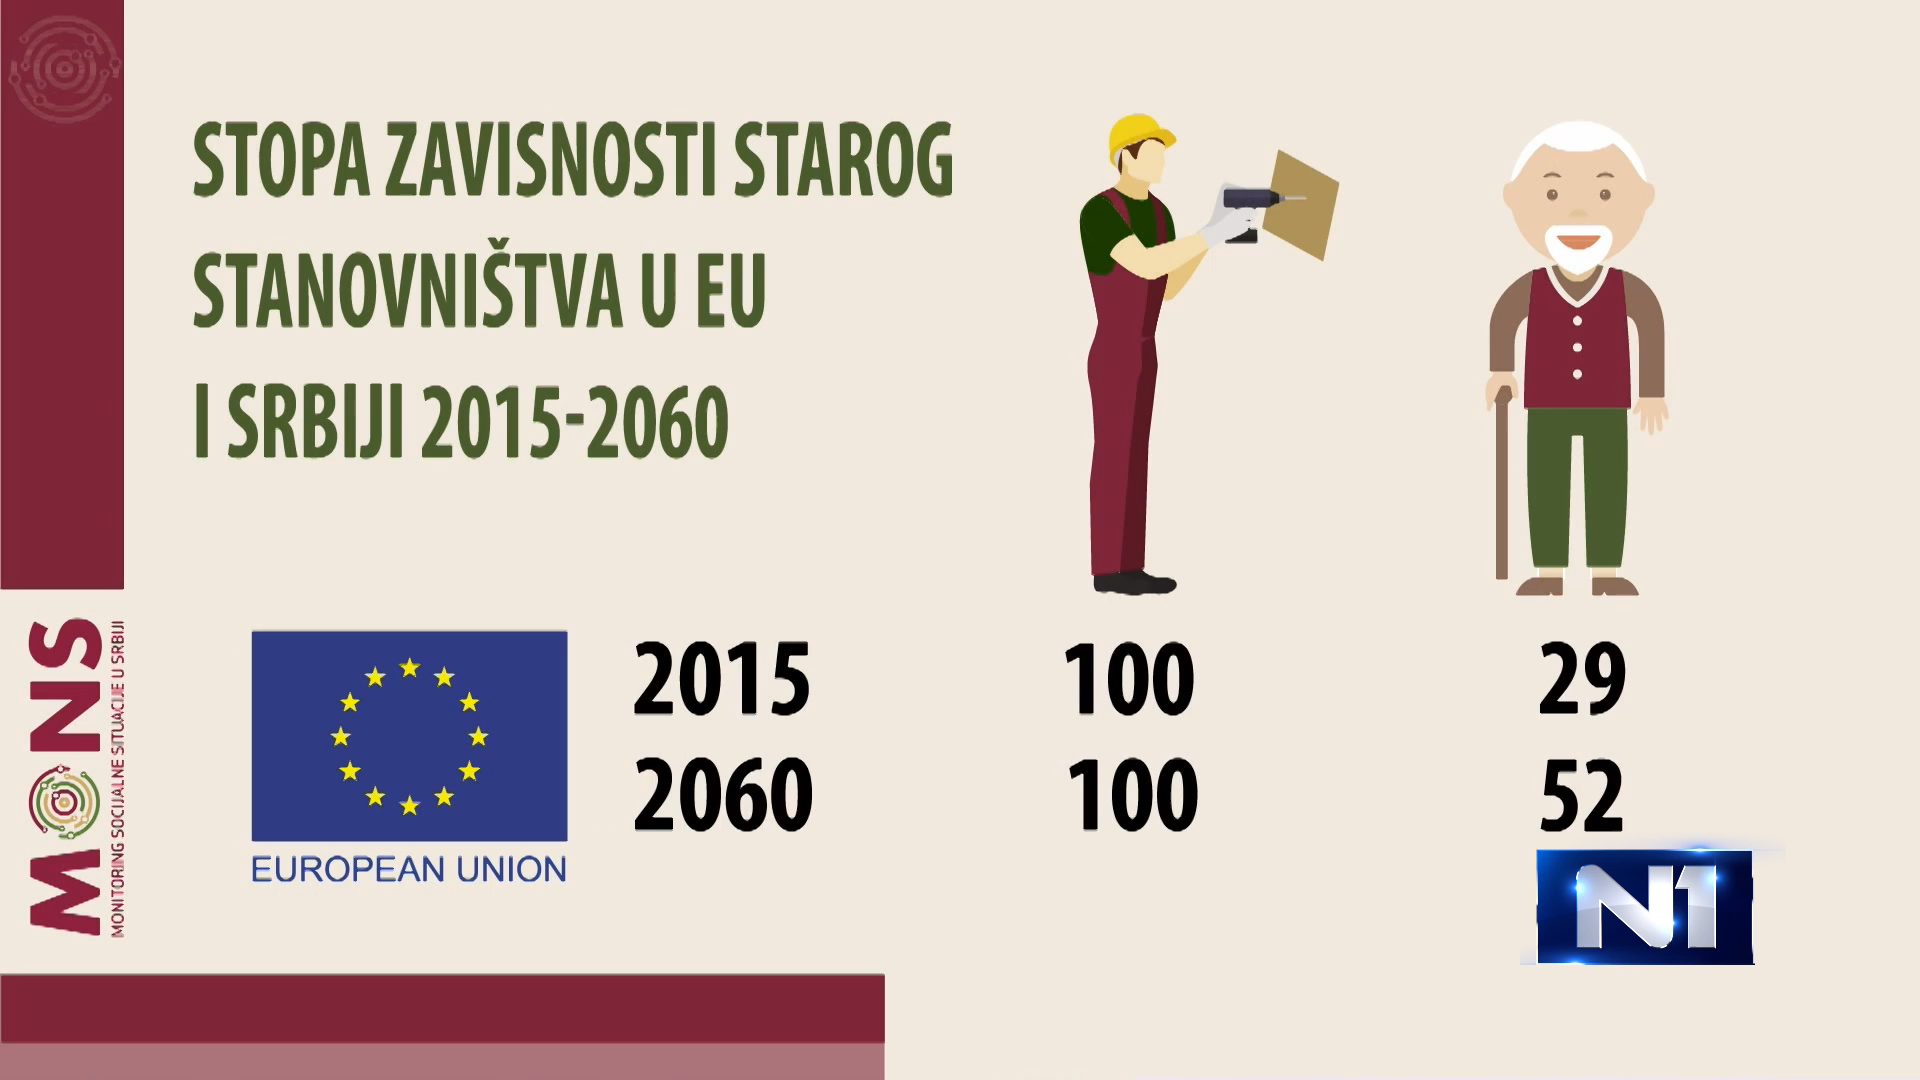 STOPA ZAVISNOSTI STAROG
STANOVNIŠTVA U EU
I SRBIJI 2015-2060
2015 100 29
2060 100 52
EUROPEAN UNION
MONS
MONITORING SOCIJALNE SITUACIJE U SRBIJI
N1